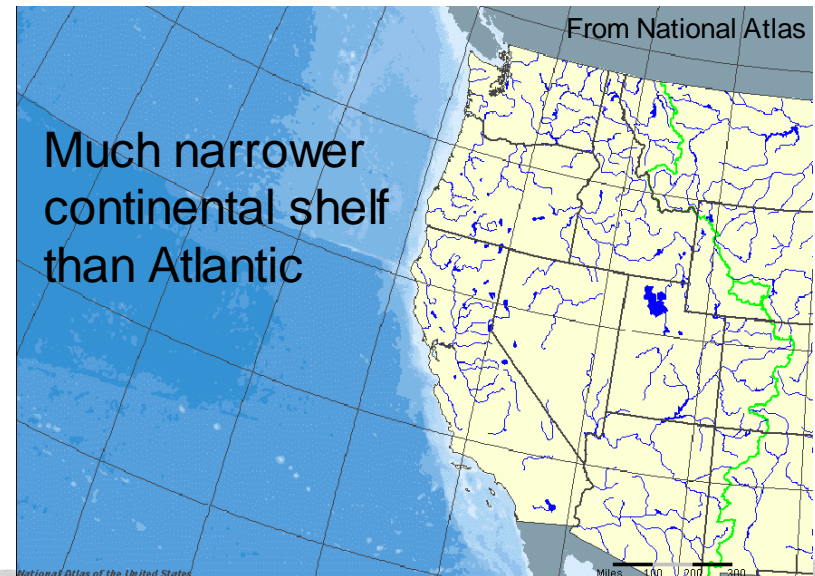 From National Atlas
Much narrower
continental shelf
than Atlantic
National Atlas of the United States
Miles 100 200 300